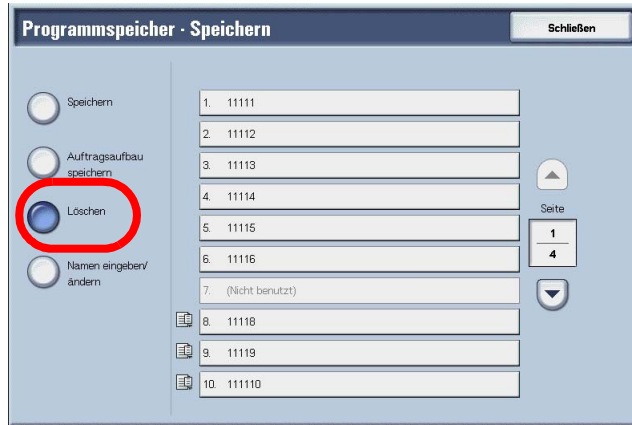 Programmspeicher · Speichern
Schließen
Speichern
Auftragsaufbau
speichern
Löschen
Namen eingeben/
ändern
1. 11111
2. 11112
3. 11113
4. 11114
5. 11115
6. 11116
7. (Nicht benutzt)
8. 11118
9. 11119
10. 111110
Seite
1
4